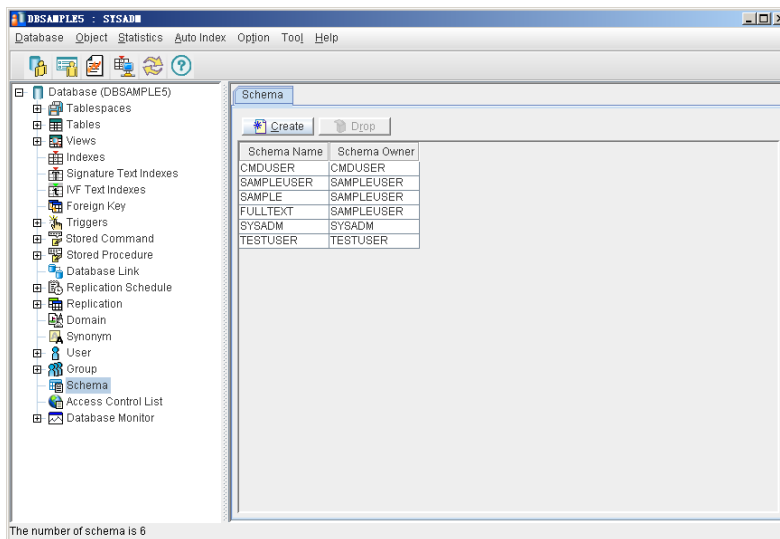 DBSAMPLE5 : SYSADM
Database Object Statistics Auto Index Option Tool Help
Database (DBSAMPLE5)
Tablespaces
Tables
Views
Indexes
Signature Text Indexes
IVF Text Indexes
Foreign Key
Triggers
Stored Command
Stored Procedure
Database Link
Replication Schedule
Replication
Domain
Synonym
User
Group
Schema
Access Control List
Database Monitor
Schema
Create Drop
Schema Name Schema Owner
CMDUSER CMDUSER
SAMPLEUSER SAMPLEUSER
SAMPLE SAMPLEUSER
FULLTEXT SAMPLEUSER
SYSADM SYSADM
TESTUSER TESTUSER
The number of schema is 6